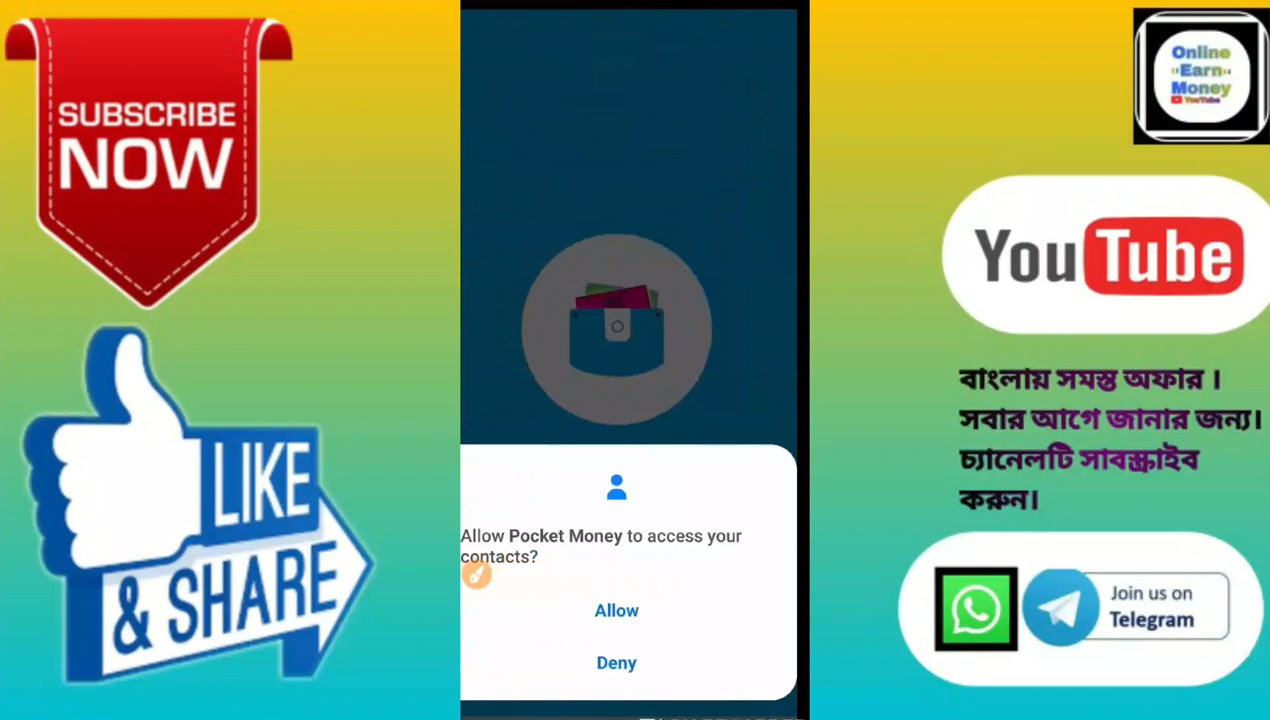 SUBSCRIBE
NOW
LIKE
& SHARE
Allow Pocket Money to access your
contacts?
Allow
Deny
Online
Earn
Money
YouTube
YouTube
বাংলায় সমস্ত অফার ।
সবার আগে জানার জন্য।
চ্যানেলটি সাবস্ক্রাইব
করুন।
Join us on
Telegram